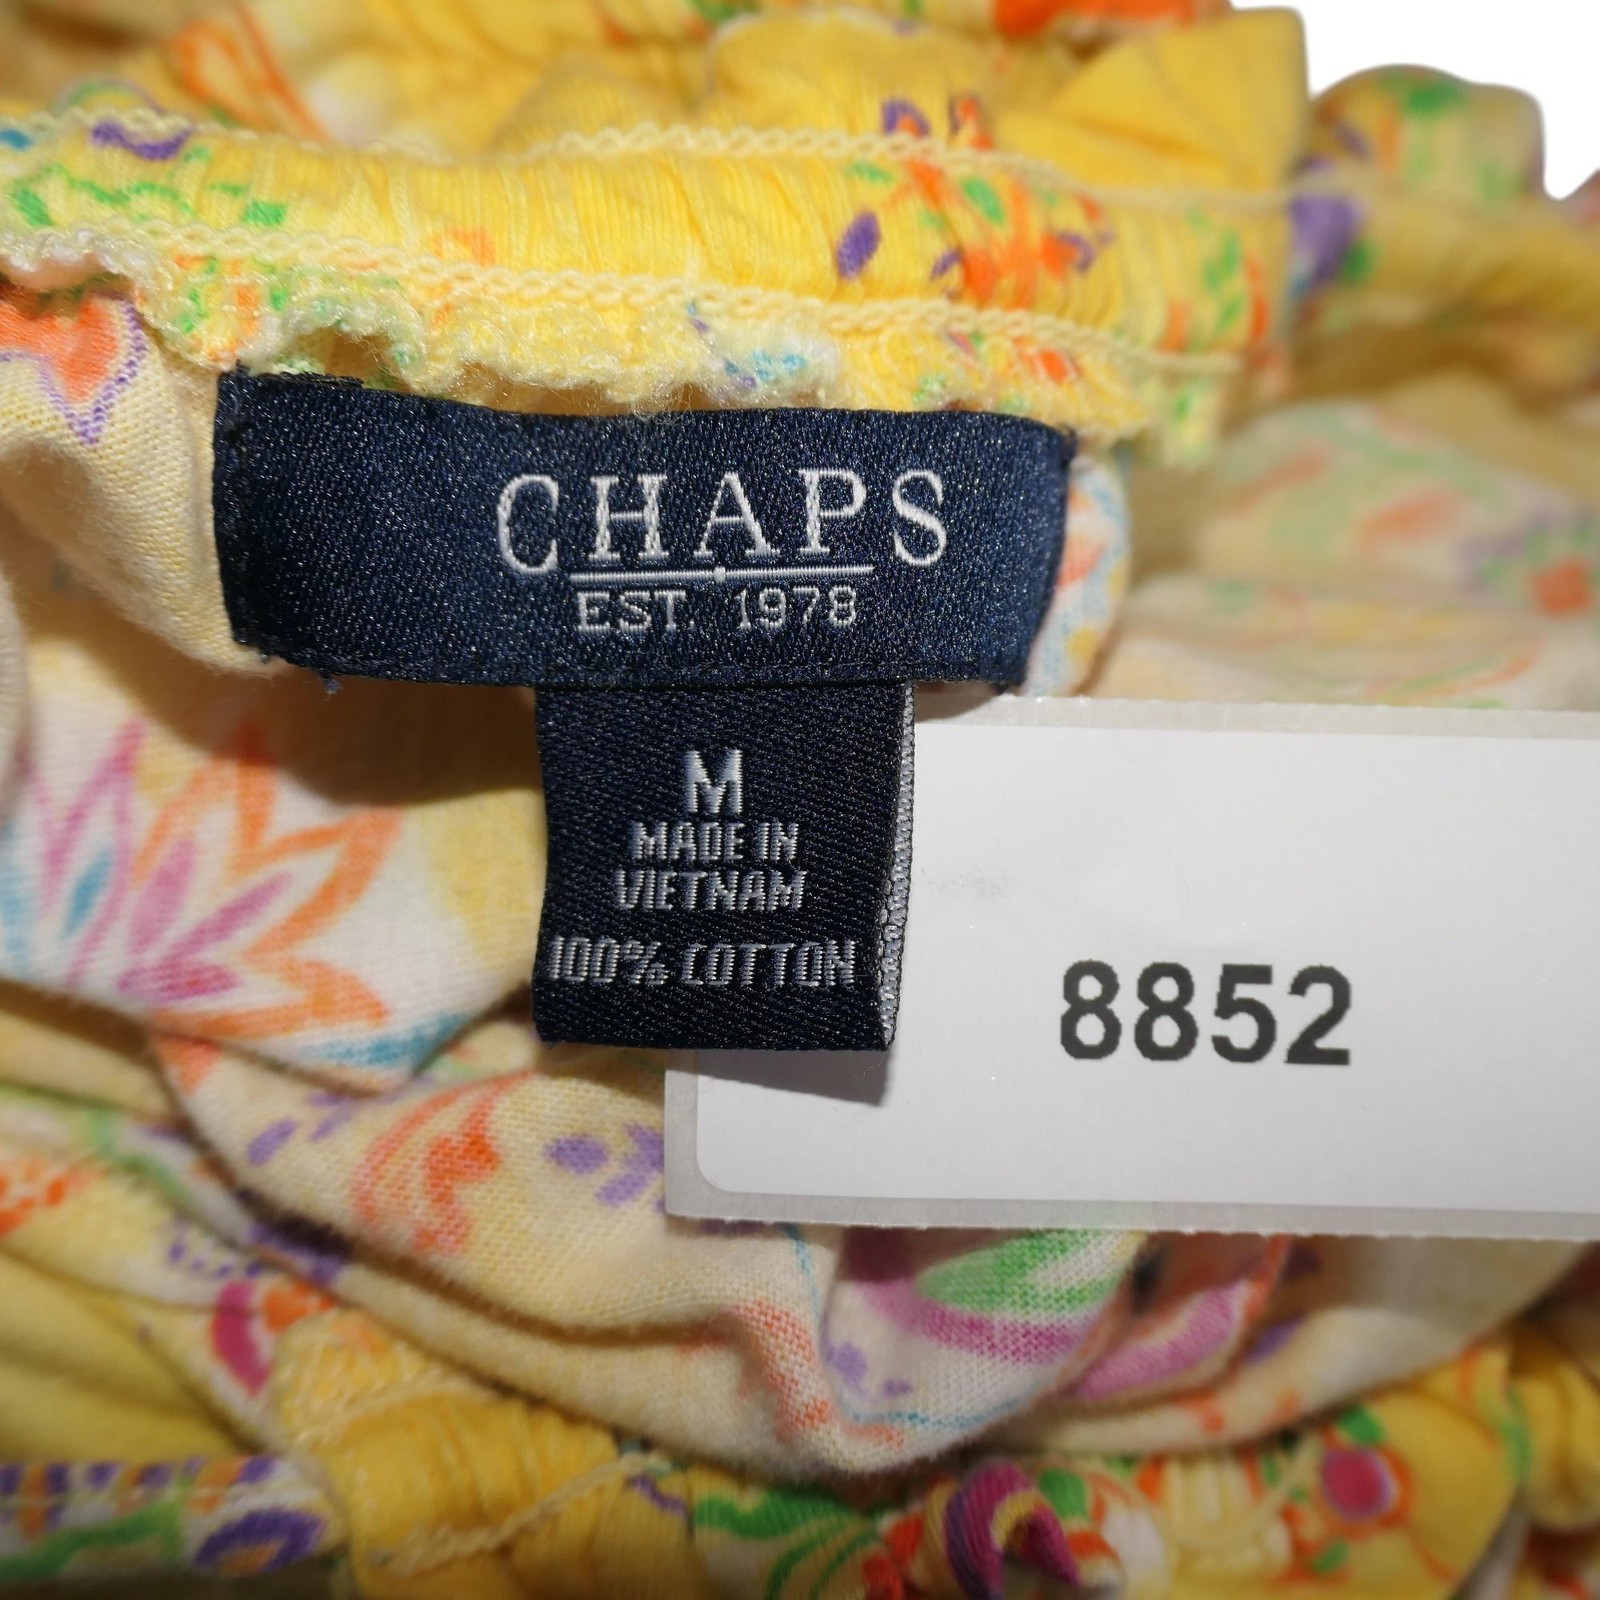 CHAPS
EST. 1978
M
MADE IN
VIETNAM
100% COTTON
8852